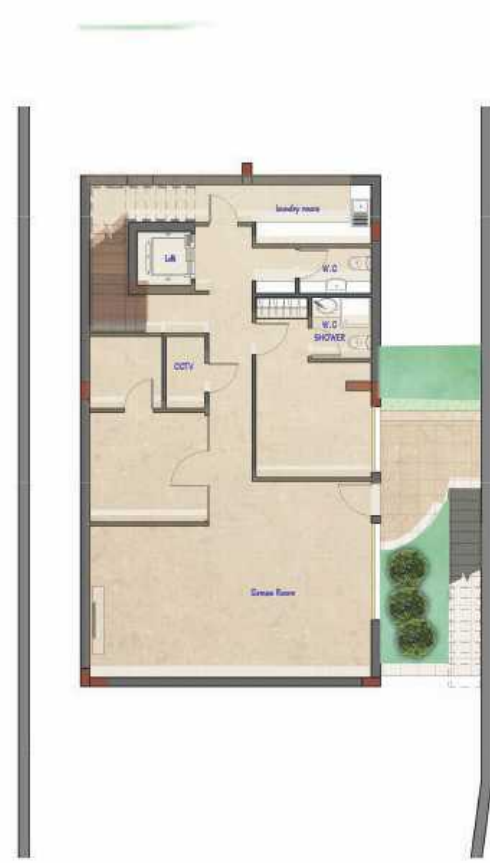 laundry room
Lift
W.C
W.C
SHOWER
CCTV
Games Room